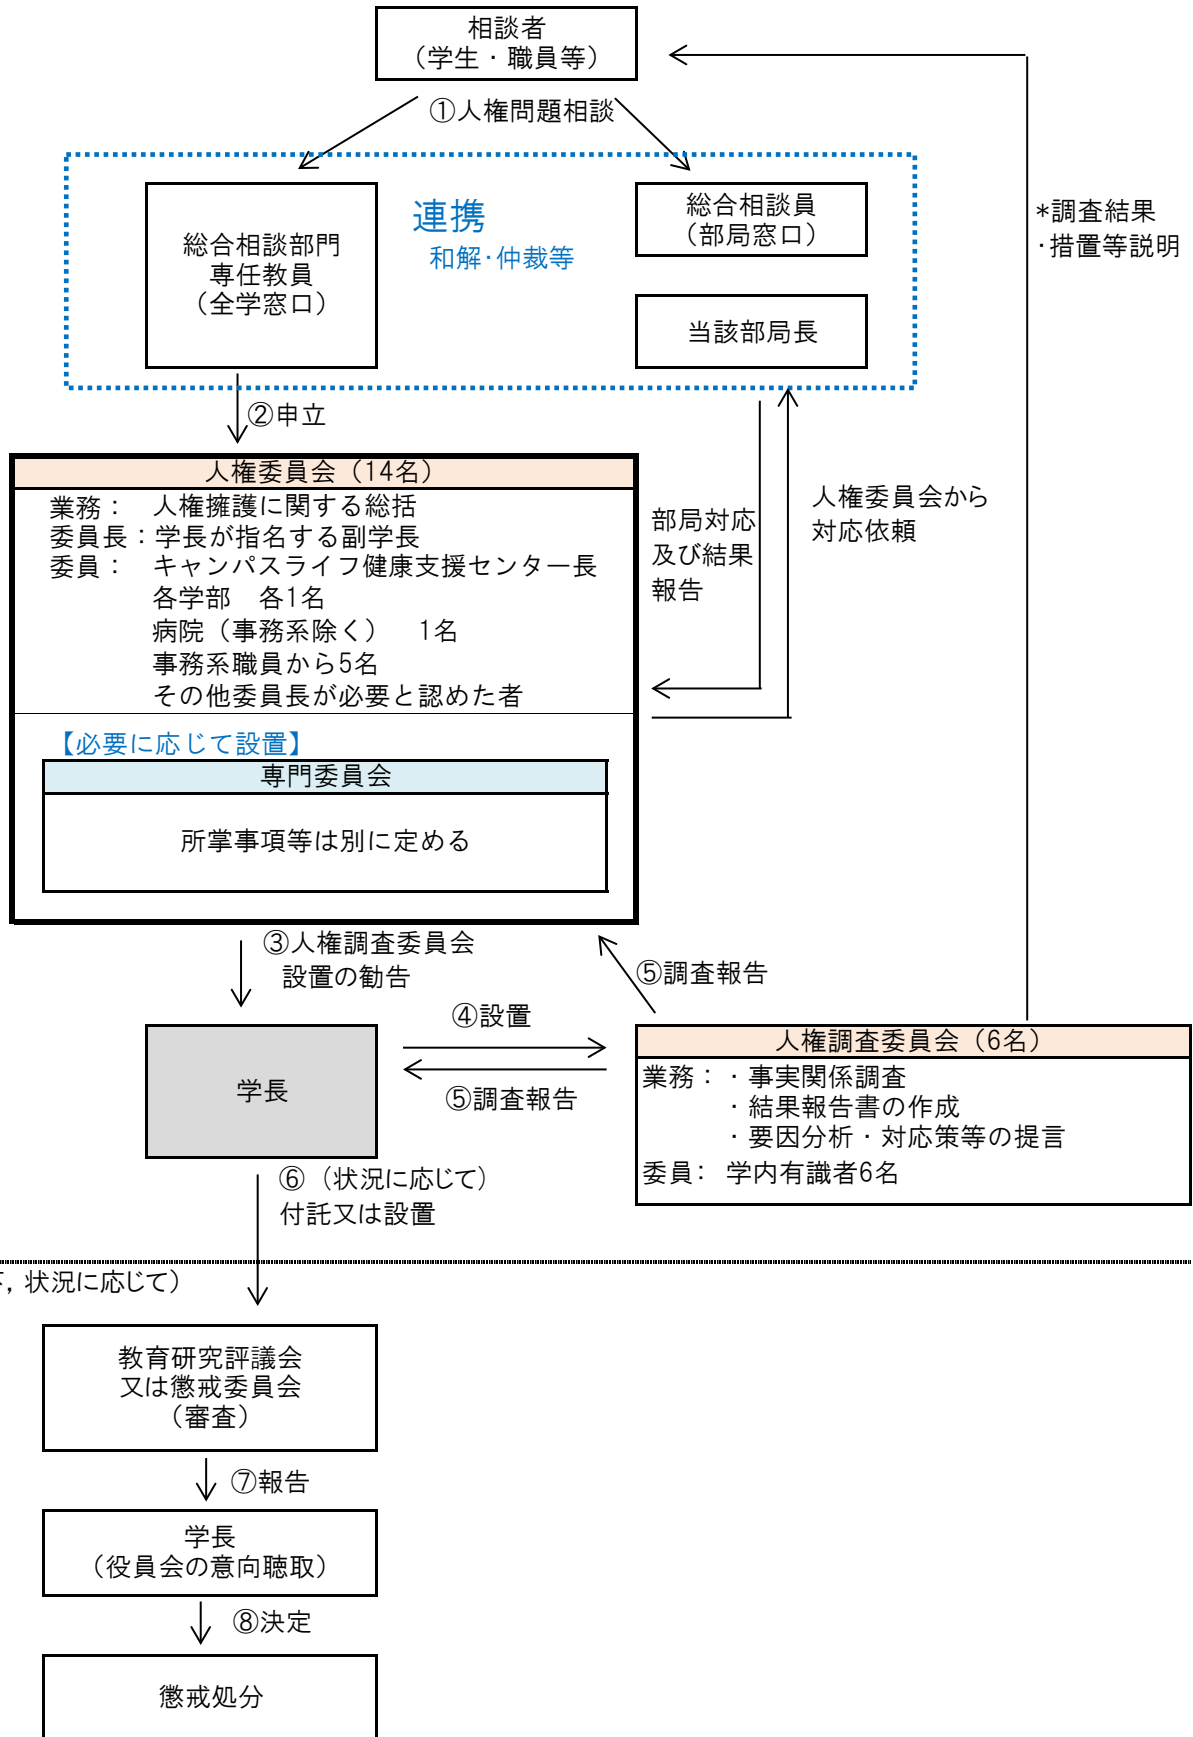 相談者
（学生・職員等）
①人権問題相談
連携
和解・仲裁等
総合相談部門
専任教員
（全学窓口）
総合相談員
（部局窓口）
当該部局長
*調査結果
・措置等説明
②申立
人権委員会（14名）
業務： 人権擁護に関する総括
委員長：学長が指名する副学長
委員： キャンパスライフ健康支援センター長
各学部 各1名
病院（事務系除く） 1名
事務系職員から5名
その他委員長が必要と認めた者
部局対応
及び結果
報告
人権委員会から
対応依頼
【必要に応じて設置】
専門委員会
所掌事項等は別に定める
③人権調査委員会
設置の勧告
⑤調査報告
④設置
⑤調査報告
学長
人権調査委員会（6名）
業務：・事実関係調査
・結果報告書の作成
・要因分析・対応策等の提言
委員： 学内有識者6名
⑥（状況に応じて）
付託又は設置
，状況に応じて）
教育研究評議会
又は懲戒委員会
（審査）
⑦報告
学長
（役員会の意向聴取）
⑧決定
懲戒処分